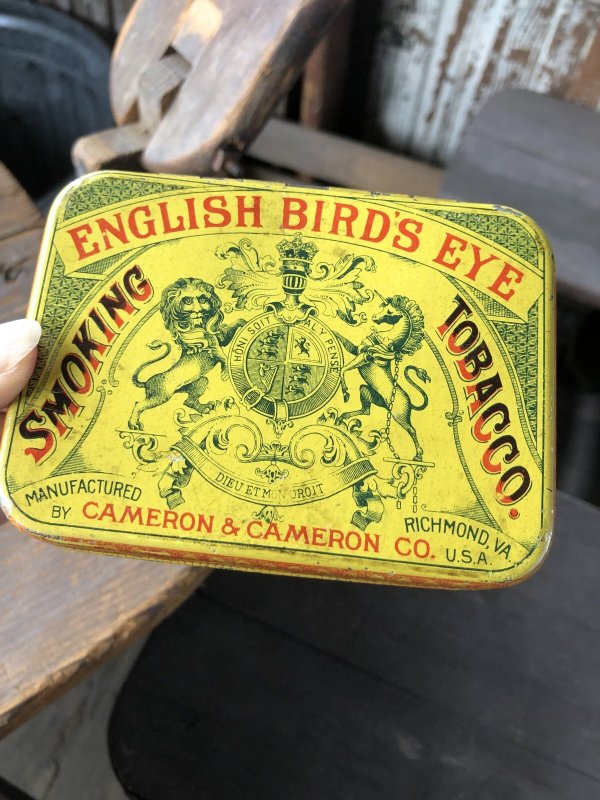 ENGLISH BIRD'S EYE
SMOKING
TOBACCO.
HONI SOIT MAL Y PENSE
DIEU ET MON DROIT
MANUFACTURED
BY CAMERON & CAMERON CO.
RICHMOND, VA.
U.S.A.